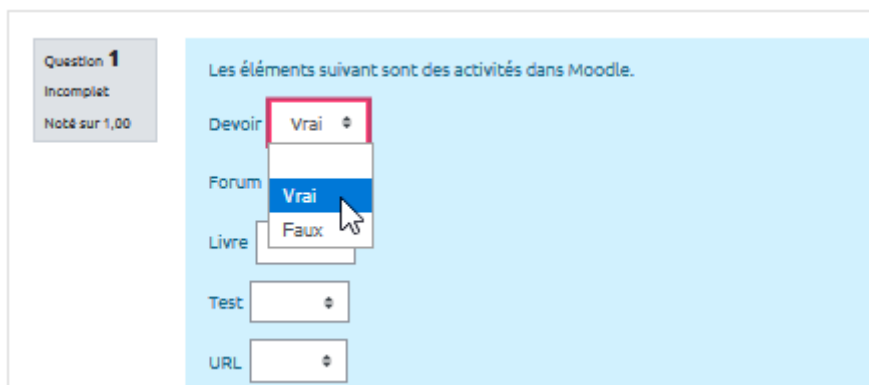 Question 1
Incomplet
Noté sur 1,00
Les éléments suivant sont des activités dans Moodle.
Devoir Vrai
Forum
Vrai
Faux
Livre
Test
URL